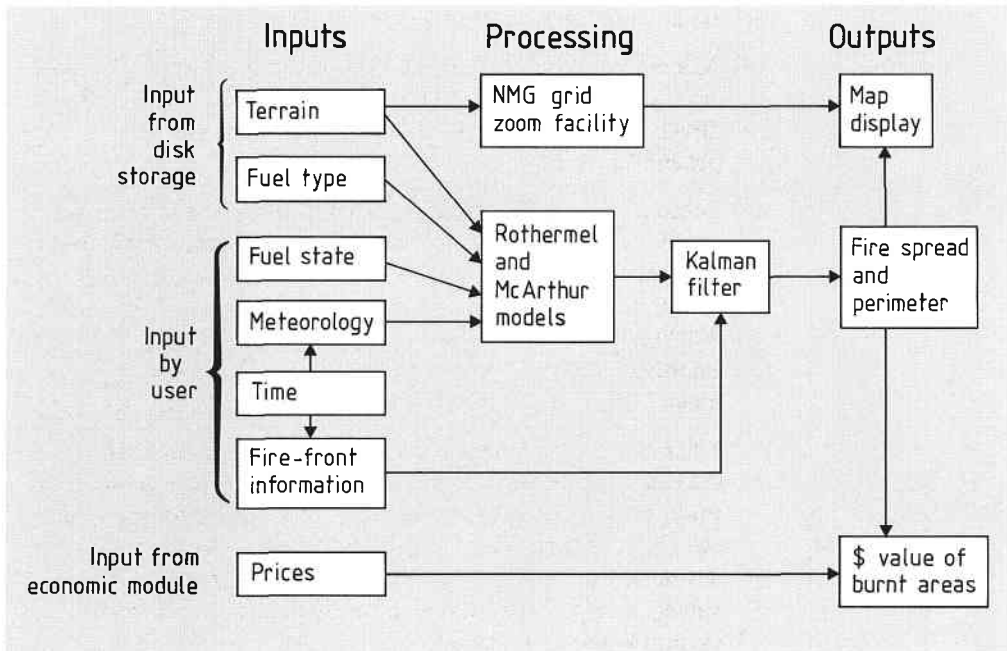 Inputs
Processing
Outputs
Input
from
disk
storage
Terrain
Fuel type
NMG grid
zoom facility
Map
display
Input
by
user
Fuel state
Meteorology
Time
Fire-front
information
Rothermel
and
McArthur
models
Kalman
filter
Fire spread
and
perimeter
Input from
economic module
Prices
$ value of
burnt areas